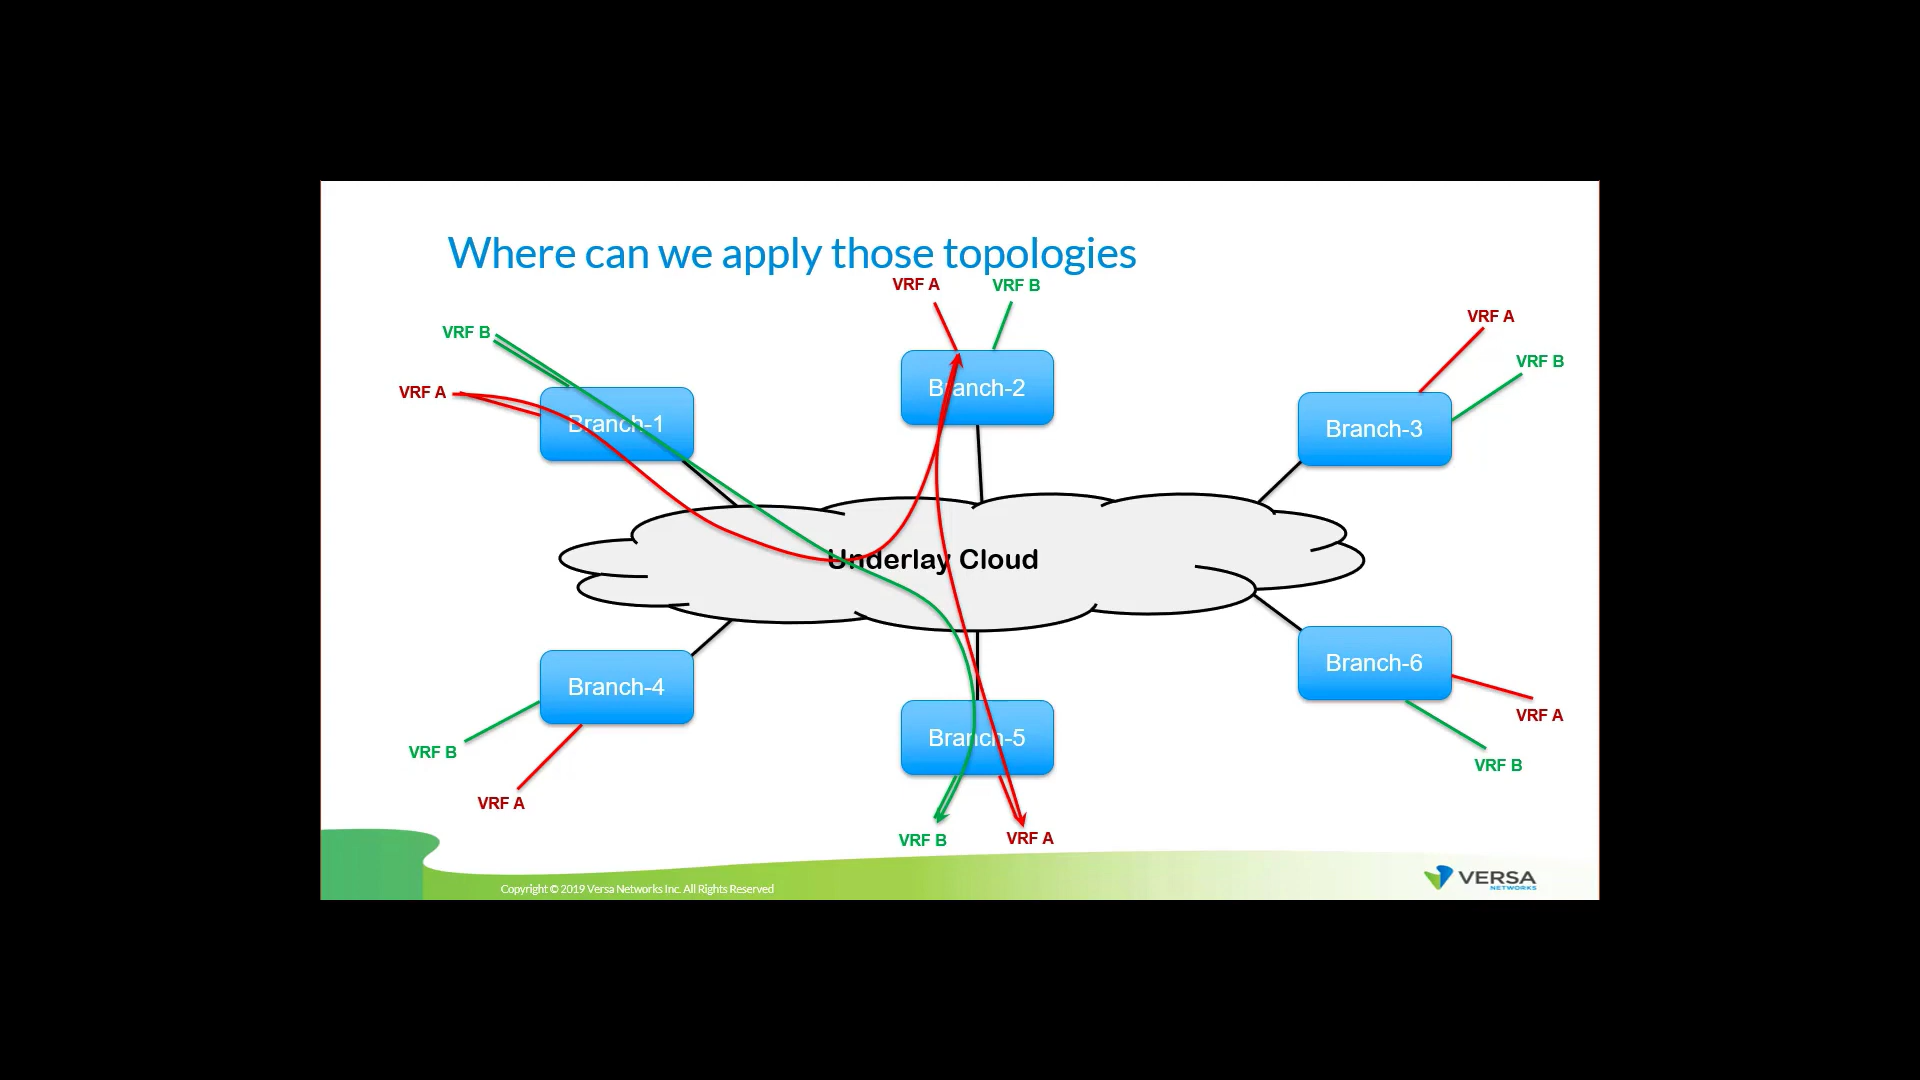 Where can we apply those topologies
VRF A
VRF B
VRF A
VRF B
VRF B
VRF A
Branch-1
Branch-2
Branch-3
Underlay Cloud
Branch-4
Branch-5
Branch-6
VRF B
VRF A
VRF B
VRF A
VRF A
VRF B
Copyright © 2019 Versa Networks Inc. All Rights Reserved
VERSA
NETWORKS